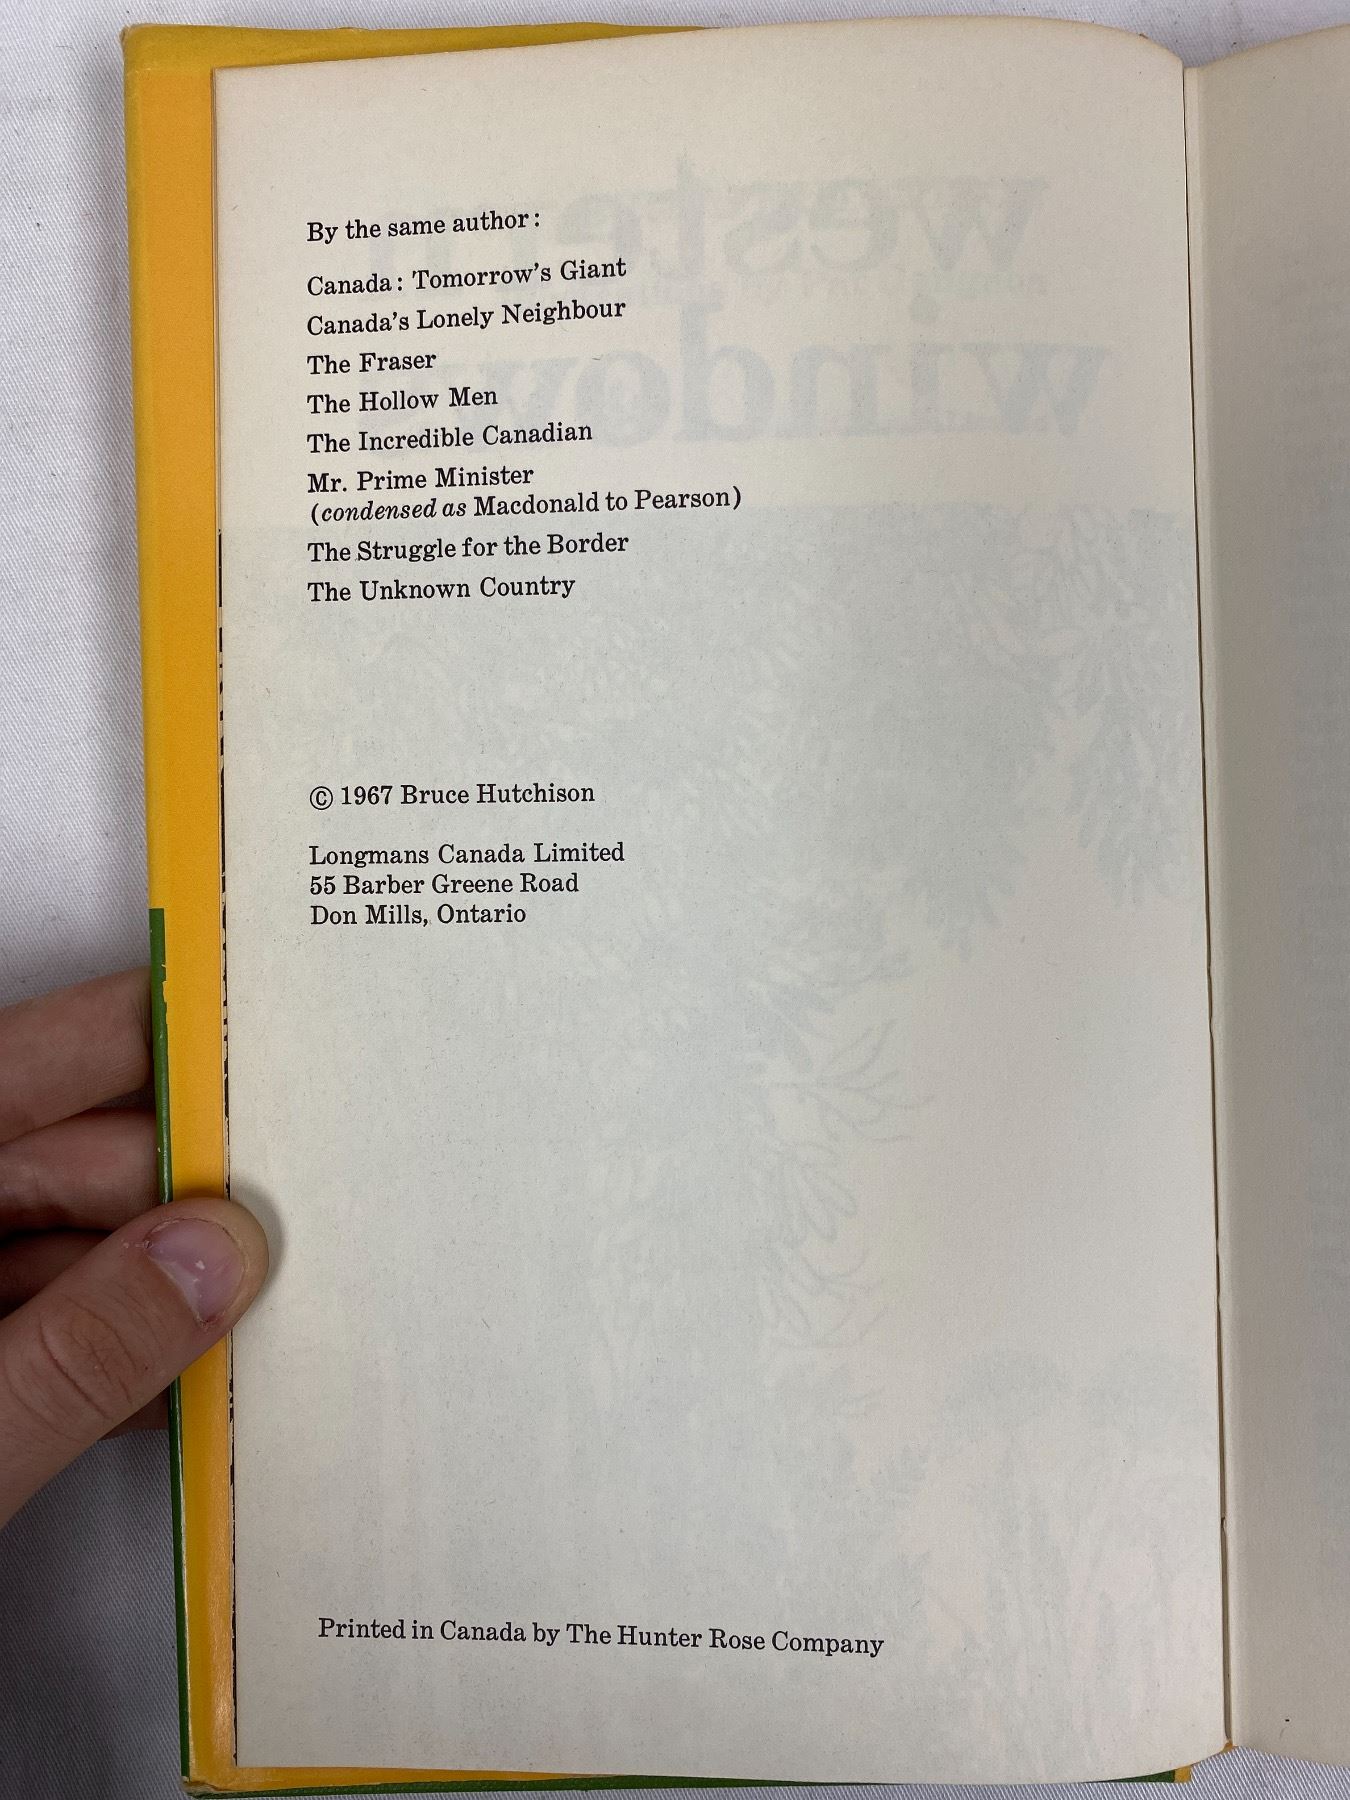 By the same author:
Canada: Tomorrow's Giant
Canada's Lonely Neighbour
The Fraser
The Hollow Men
The Incredible Canadian
Mr. Prime Minister
(condensed as Macdonald to Pearson)
The Struggle for the Border
The Unknown Country
© 1967 Bruce Hutchison
Longmans Canada Limited
55 Barber Greene Road
Don Mills, Ontario
Printed in Canada by The Hunter Rose Company
western
windows